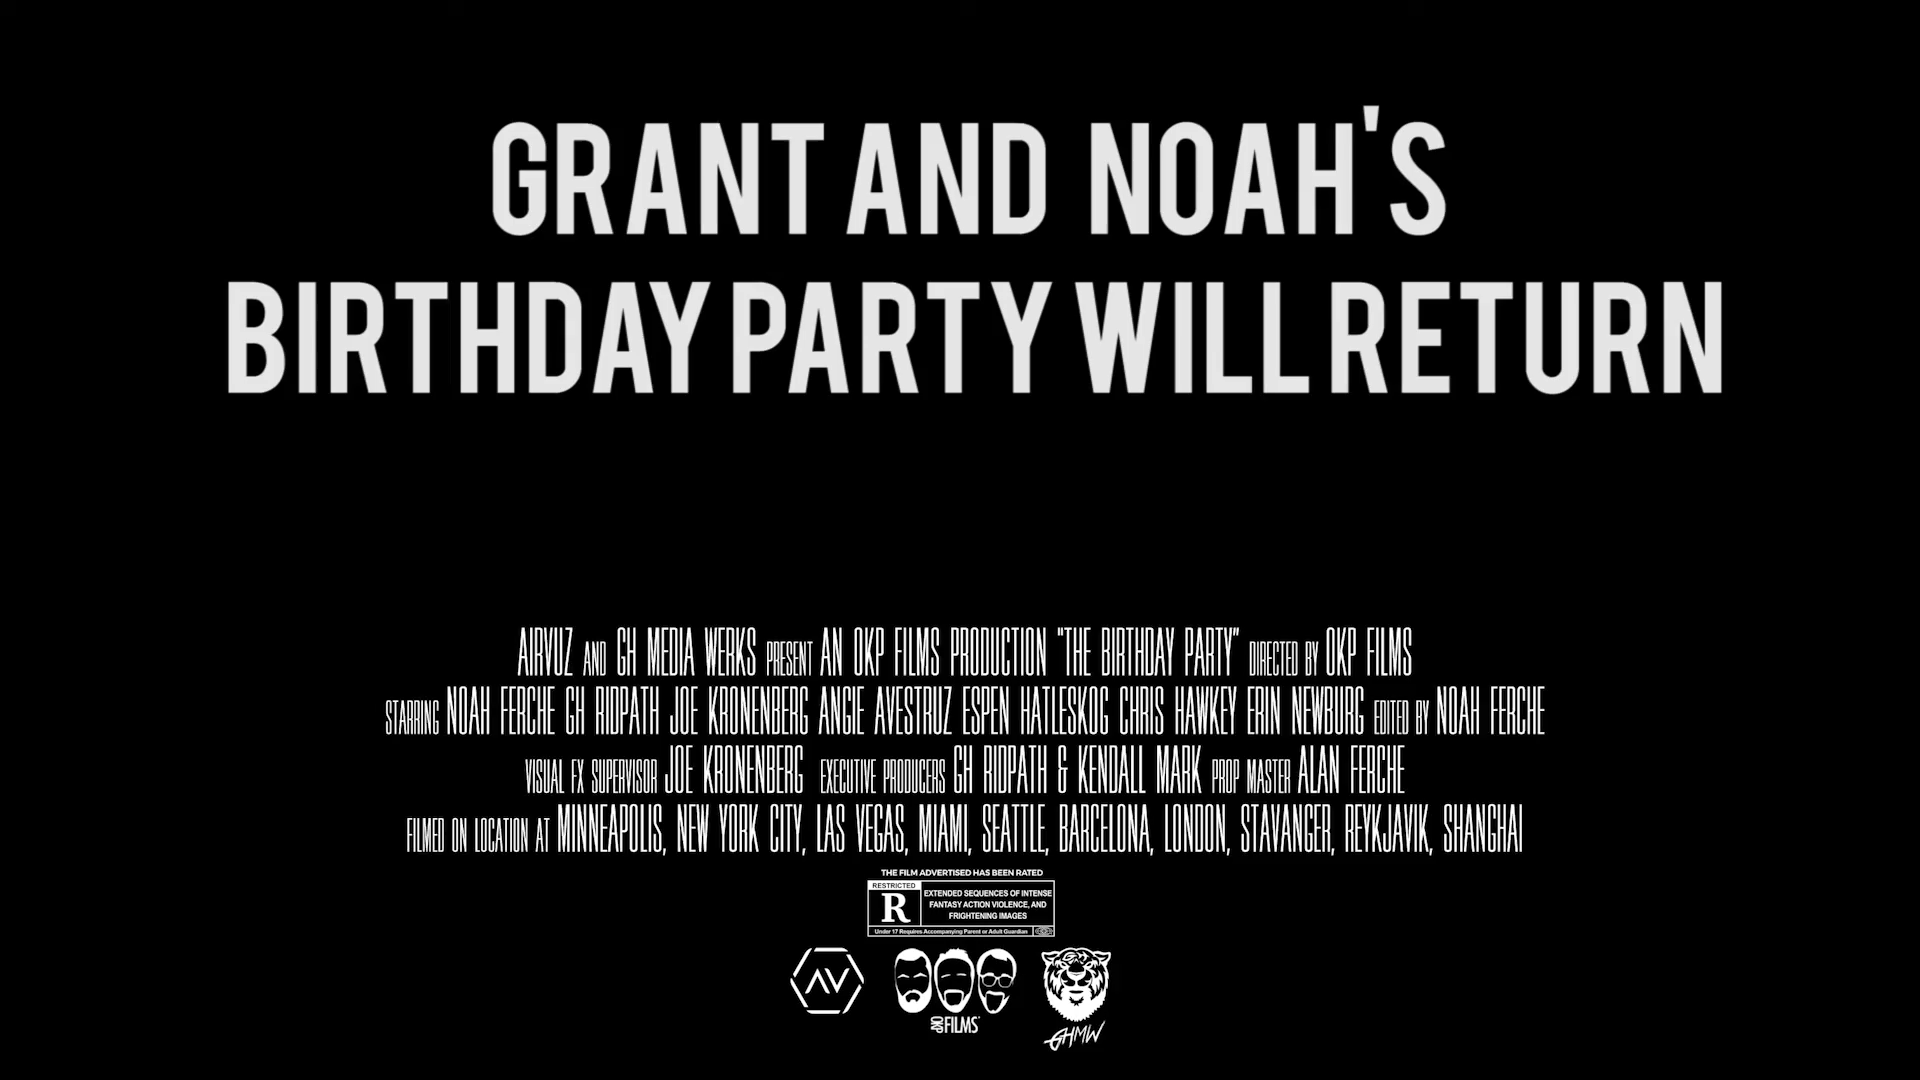 GRANT AND NOAH'S
BIRTHDAY PARTY WILL RETURN
AIRVUZ AND GH MEDIA WERKS PRESENT AN OKP FILMS PRODUCTION "THE BIRTHDAY PARTY" DIRECTED BY OKP FILMS
STARRING NOAH FERCHE GH RIDPATH JOE KRONENBERG ANGIE AVESTRUZ ESPEN HATLESKOG CHRIS HAWKEY ERIN NEWBURG EDITED BY NOAH FERCHE
VISUAL FX SUPERVISOR JOE KRONENBERG EXECUTIVE PRODUCERS GH RIDPATH & KENDALL MARK PROP MASTER ALAN FERCHE
FILMED ON LOCATION AT MINNEAPOLIS, NEW YORK CITY, LAS VEGAS, MIAMI, SEATTLE, BARCELONA, LONDON, STAVANGER, REYKJAVIK, SHANGHAI
THE FILM ADVERTISED HAS BEEN RATED
RESTRICTED
R
EXTENDED SEQUENCES OF INTENSE
FANTASY ACTION VIOLENCE, AND
FRIGHTENING IMAGES
Under 17 Requires Accompanying Parent or Adult Guardian
AV
OKP FILMS
GHMW